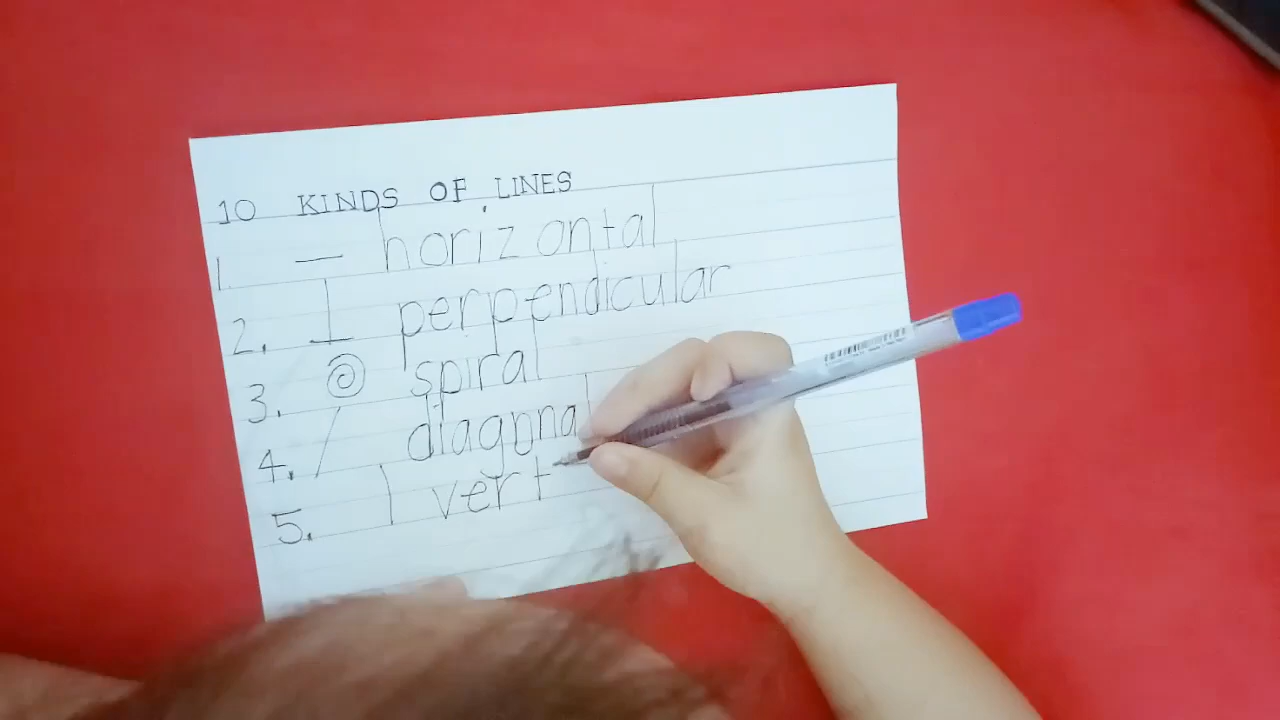 10 KINDS OF LINES
1. — horizontal
2. ⊥ perpendicular
3. spiral
4. / diagonal
5. | vert